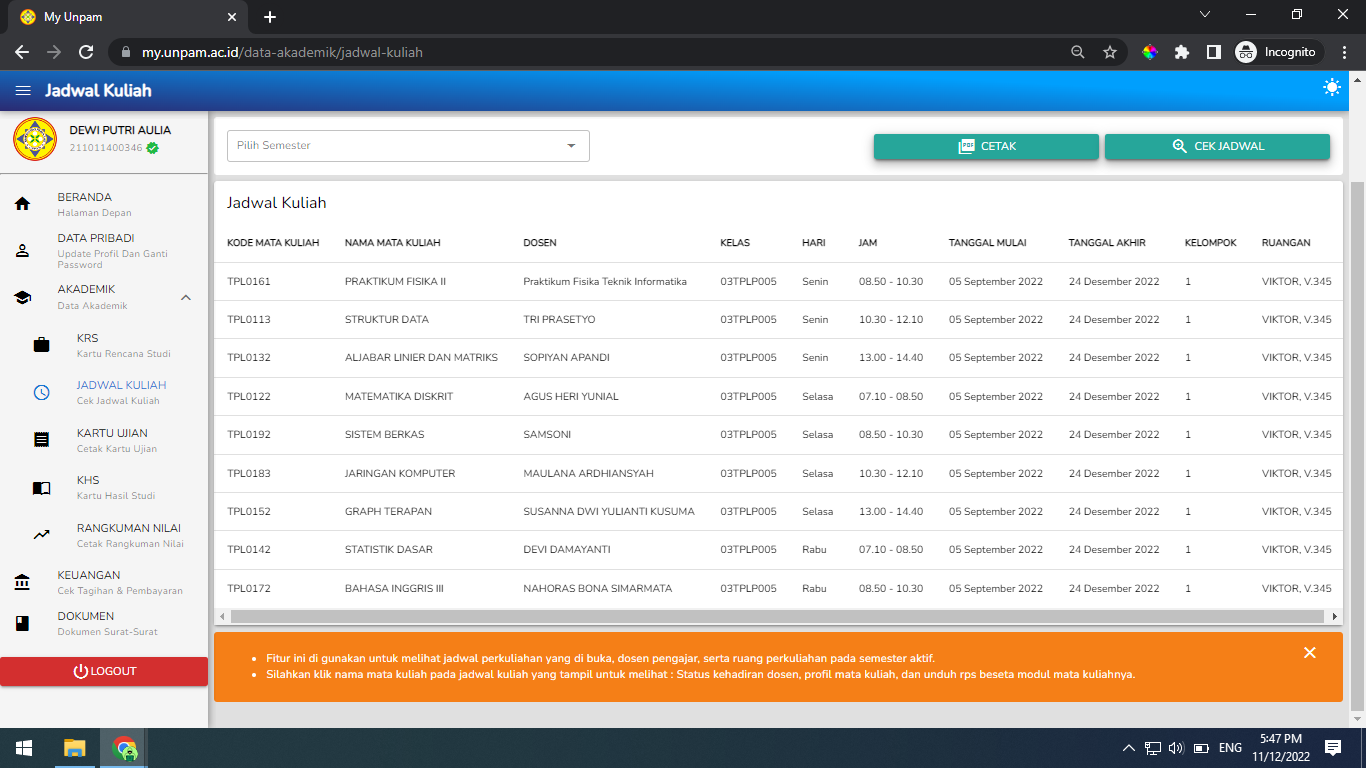 My Unpam
my.unpam.ac.id/data-akademik/jadwal-kuliah
Incognito
Jadwal Kuliah
DEWI PUTRI AULIA
211011400346
BERANDA
Halaman Depan
DATA PRIBADI
Update Profil Dan Ganti
Password
AKADEMIK
Data Akademik
KRS
Kartu Rencana Studi
JADWAL KULIAH
Cek Jadwal Kuliah
KARTU UJIAN
Cetak Kartu Ujian
KHS
Kartu Hasil Studi
RANGKUMAN NILAI
Cetak Rangkuman Nilai
KEUANGAN
Cek Tagihan & Pembayaran
DOKUMEN
Dokumen Surat-Surat
LOGOUT
Pilih Semester
PDF CETAK
CEK JADWAL
Jadwal Kuliah
KODE MATA KULIAH NAMA MATA KULIAH DOSEN KELAS HARI JAM TANGGAL MULAI TANGGAL AKHIR KELOMPOK RUANGAN
TPL0161 PRAKTIKUM FISIKA II Praktikum Fisika Teknik Informatika 03TPLP005 Senin 08.50 - 10.30 05 September 2022 24 Desember 2022 1 VIKTOR, V.345
TPL0113 STRUKTUR DATA TRI PRASETYO 03TPLP005 Senin 10.30 - 12.10 05 September 2022 24 Desember 2022 1 VIKTOR, V.345
TPL0132 ALJABAR LINIER DAN MATRIKS SOPIYAN APANDI 03TPLP005 Senin 13.00 - 14.40 05 September 2022 24 Desember 2022 1 VIKTOR, V.345
TPL0122 MATEMATIKA DISKRIT AGUS HERI YUNIAL 03TPLP005 Selasa 07.10 - 08.50 05 September 2022 24 Desember 2022 1 VIKTOR, V.345
TPL0192 SISTEM BERKAS SAMSONI 03TPLP005 Selasa 08.50 - 10.30 05 September 2022 24 Desember 2022 1 VIKTOR, V.345
TPL0183 JARINGAN KOMPUTER MAULANA ARDHIANSYAH 03TPLP005 Selasa 10.30 - 12.10 05 September 2022 24 Desember 2022 1 VIKTOR, V.345
TPL0152 GRAPH TERAPAN SUSANNA DWI YULIANTI KUSUMA 03TPLP005 Selasa 13.00 - 14.40 05 September 2022 24 Desember 2022 1 VIKTOR, V.345
TPL0142 STATISTIK DASAR DEVI DAMAYANTI 03TPLP005 Rabu 07.10 - 08.50 05 September 2022 24 Desember 2022 1 VIKTOR, V.345
TPL0172 BAHASA INGGRIS III NAHORAS BONA SIMARMATA 03TPLP005 Rabu 08.50 - 10.30 05 September 2022 24 Desember 2022 1 VIKTOR, V.345
• Fitur ini di gunakan untuk melihat jadwal perkuliahan yang di buka, dosen pengajar, serta ruang perkuliahan pada semester aktif.
• Silahkan klik nama mata kuliah pada jadwal kuliah yang tampil untuk melihat : Status kehadiran dosen, profil mata kuliah, dan unduh rps beseta modul mata kuliahnya.
ENG
5:47 PM
11/12/2022